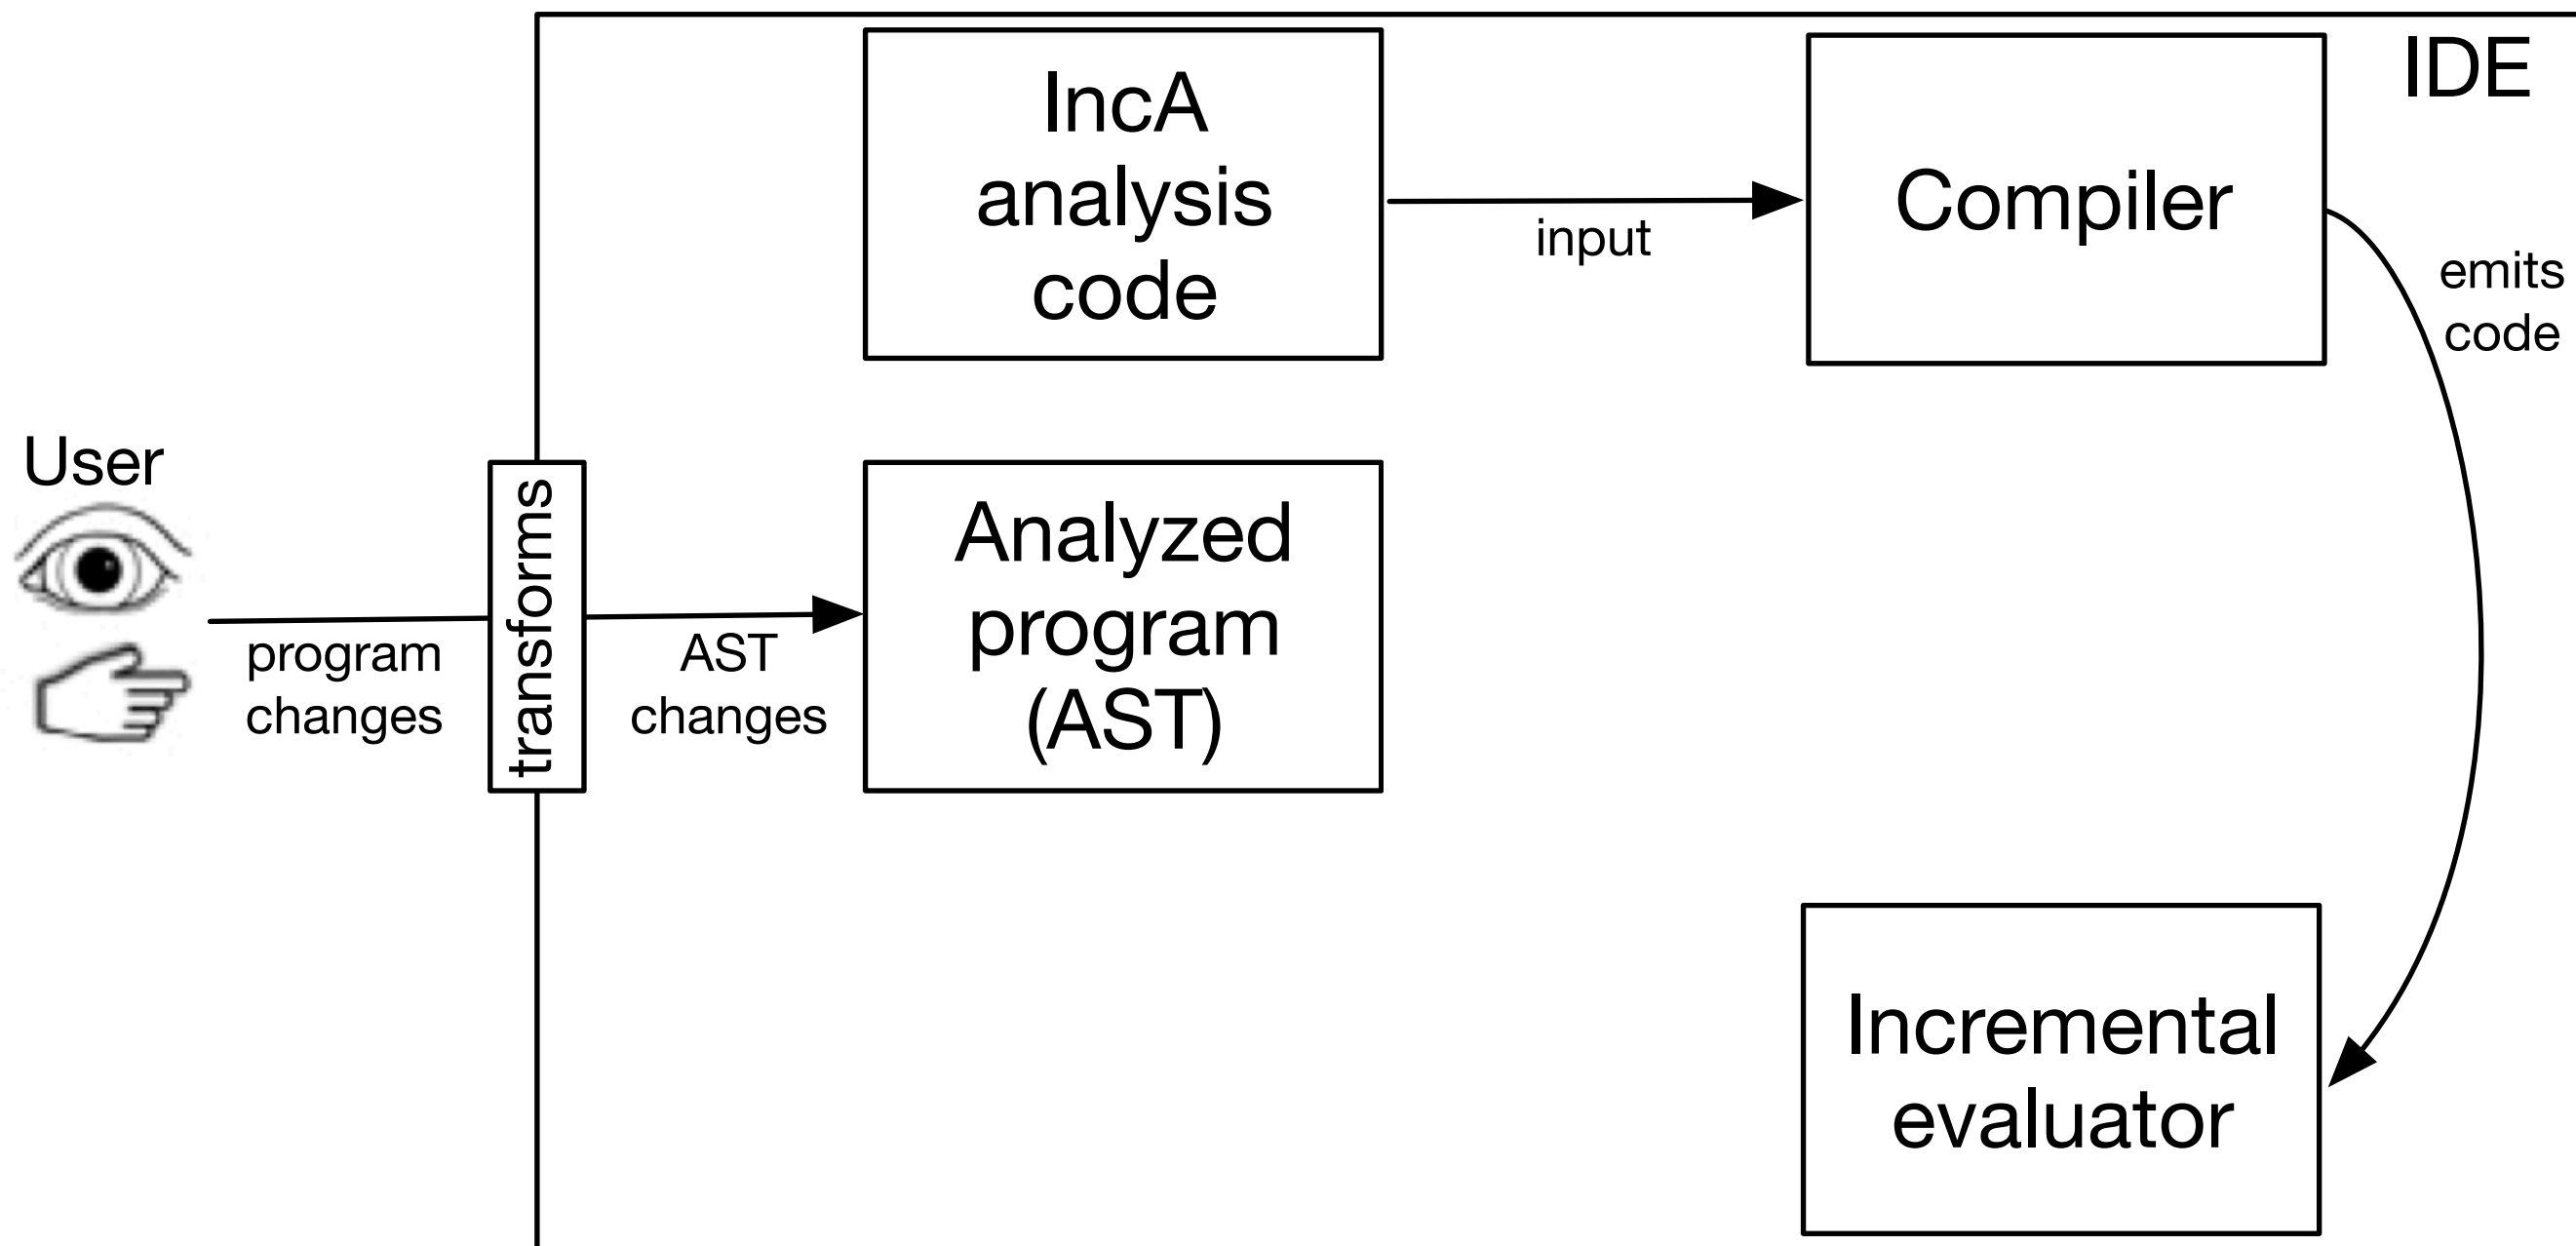 IDE
IncA
analysis
code
input
Compiler
emits
code
User
program
changes
transforms
AST
changes
Analyzed
program
(AST)
Incremental
evaluator